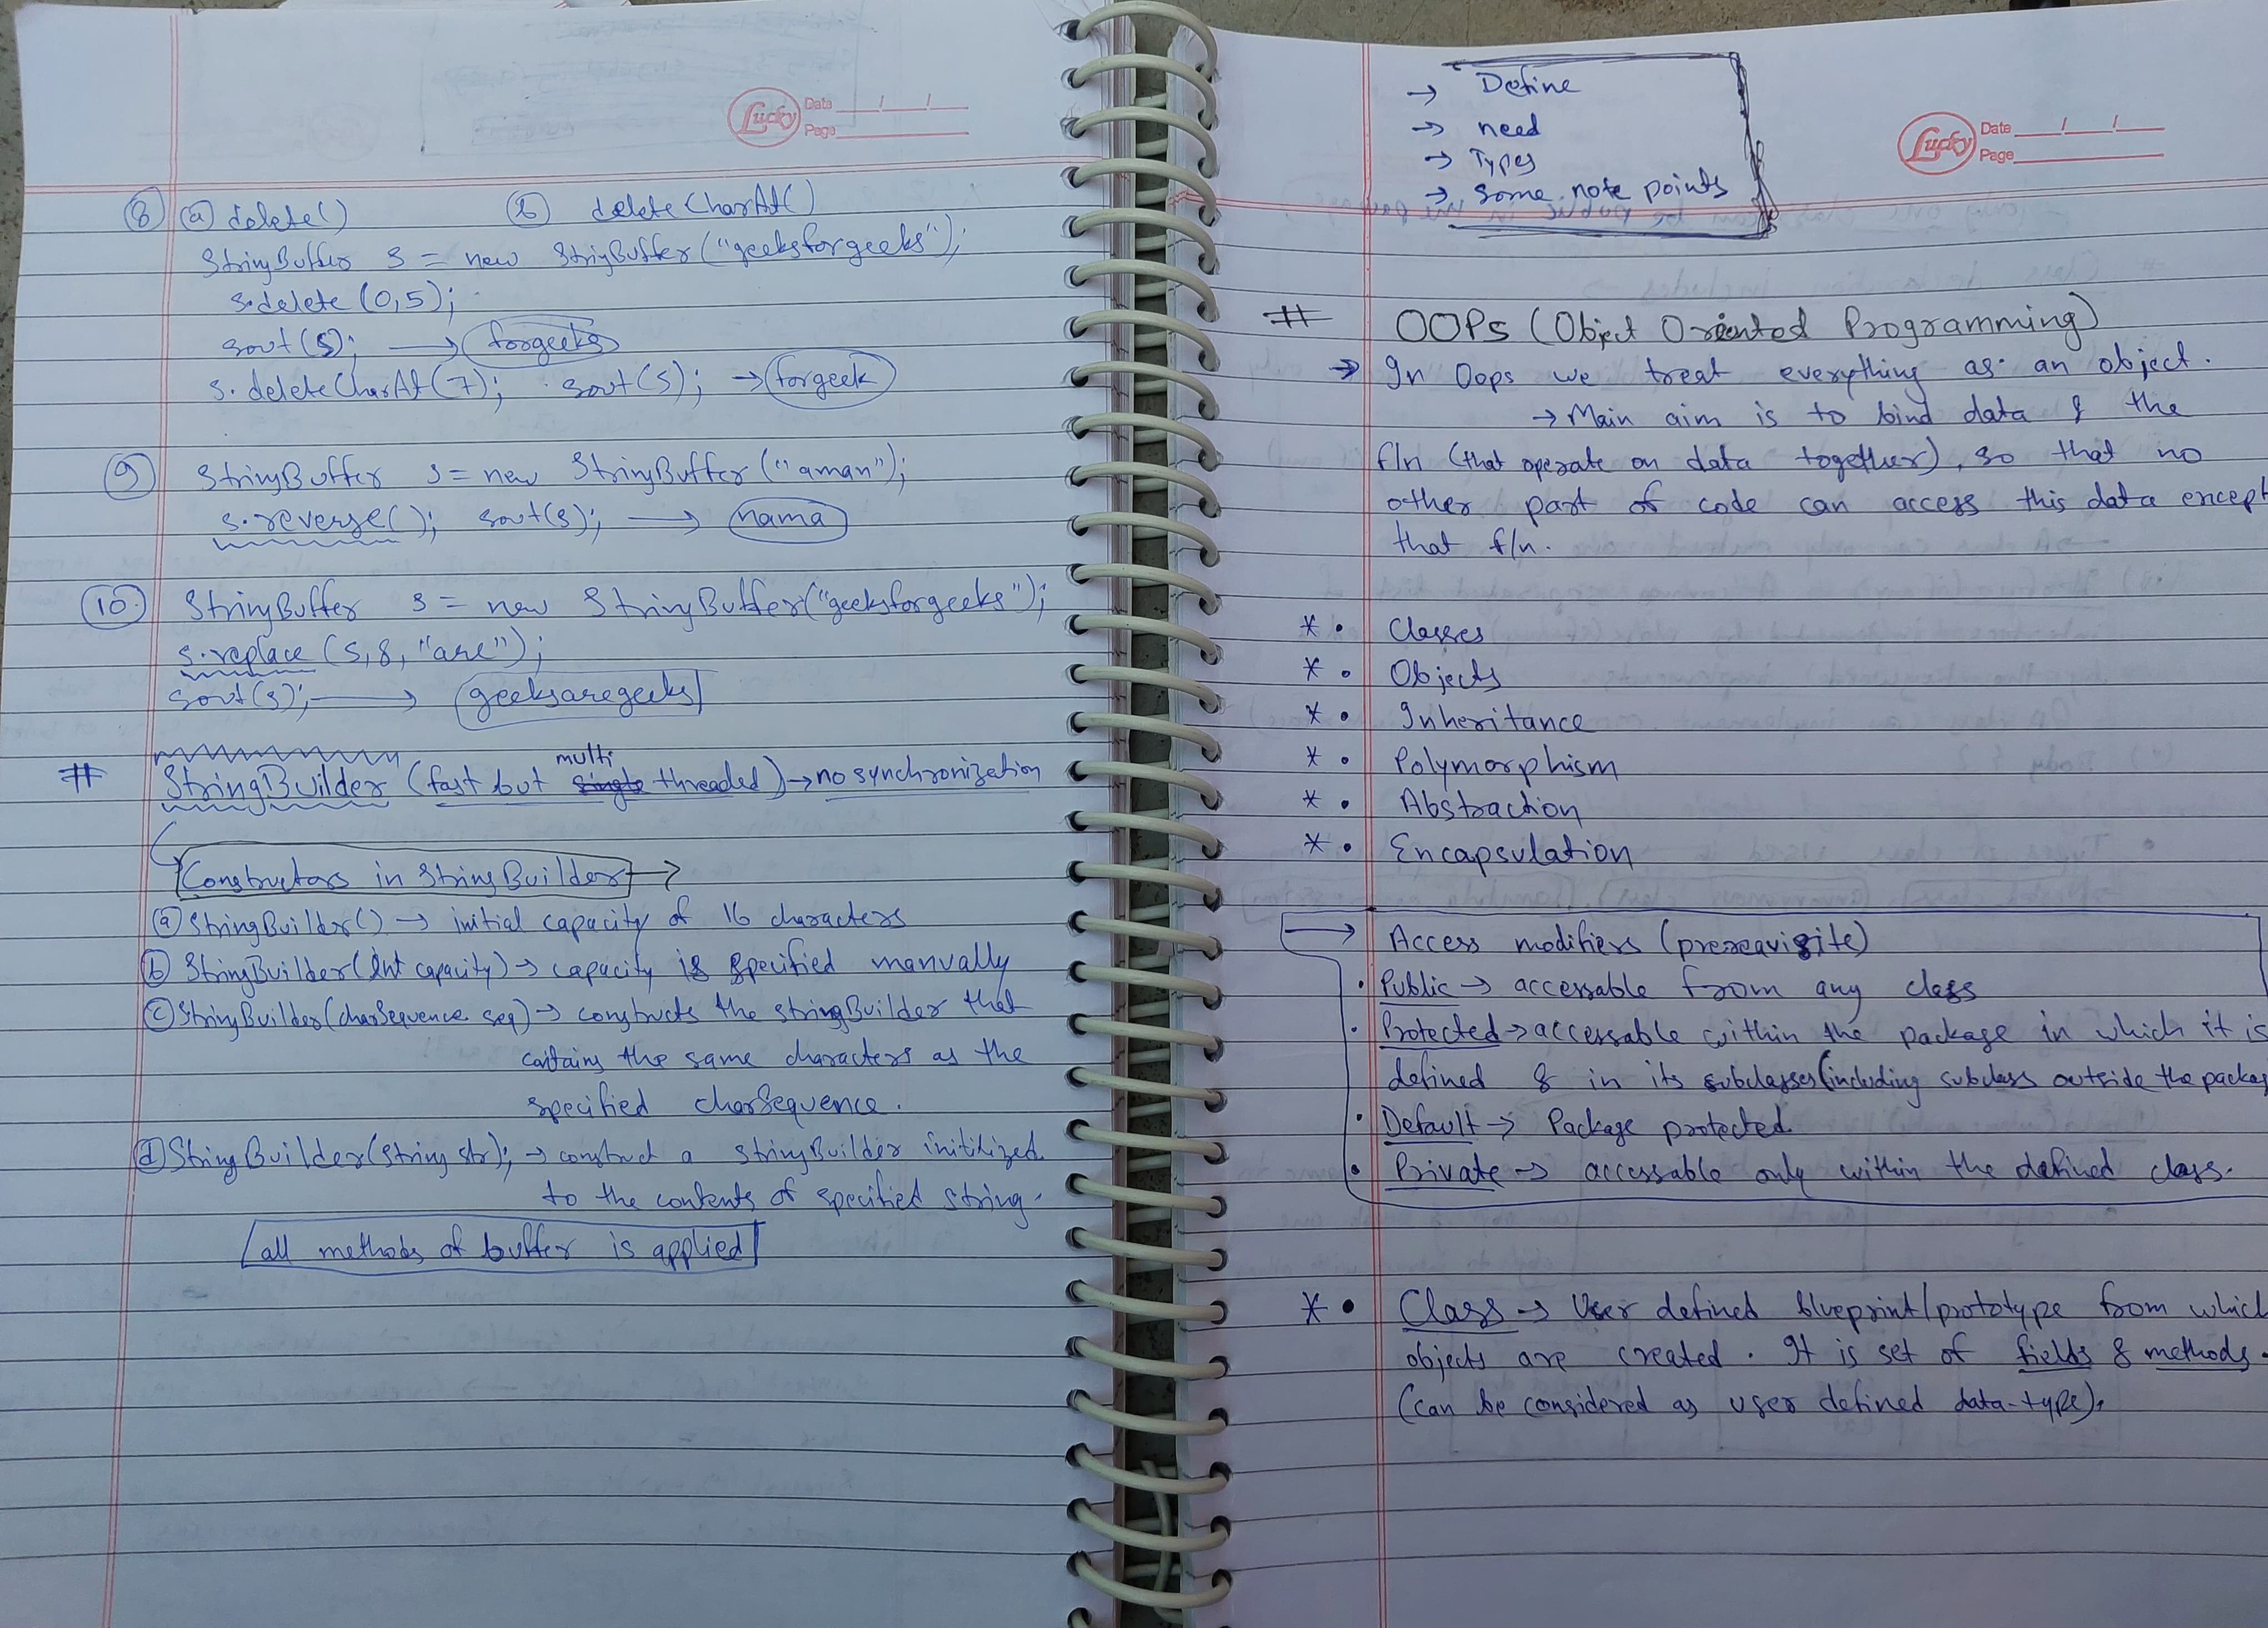 Lucky Data / /
Page
⑧ ⓐ delete() ⓑ deleteCharAt()
StringBuffer s = new StringBuffer("geeksforgeeks");
s.delete (0,5);
sout(s); → forgeeks
s.deleteCharAt(7); sout(s); → forgeek
⑨ StringBuffer s = new StringBuffer("aman");
s.reverse(); sout(s); → nama
⑩ StringBuffer s = new StringBuffer("geeksforgeeks");
s.replace (5,8,"are");
sout(s); → geeksaregeeks
multi
# StringBuilder (fast but single threaded) → no synchronization
Constructors in StringBuilder →
ⓐ StringBuilder() → initial capacity of 16 characters
ⓑ StringBuilder(Int capacity) → capacity is specified manually
ⓒ StringBuilder(charSequence seq) → constructs the stringBuilder that
contains the same characters as the
specified charSequence.
ⓓ StringBuilder(String str); → construct a stringBuilder initilized
to the contents of specified string.
all methods of buffer is applied
→ Define
→ need
→ Types
→ some note points
Lucky Date / /
Page
# OOPs (Object Oriented Programming)
→ In Oops we treat everything as an object.
→ Main aim is to bind data & the
f/n (that operate on data together), so that no
other part of code can access this data except
that f/n.
* • Classes
* • Objects
* • Inheritance
* • Polymorphism
* • Abstraction
* • Encapsulation
→ Access modifiers (prerequisite)
• Public → accessable from any class
• Protected → accessable within the package in which it is
defined & in its subclasses (including subclass outside the packag
• Default → Package protected.
• Private → accessable only within the defined class.
* • Class → User defined blueprint/prototype from which
objects are created. It is set of fields & methods.
(can be considered as user defined data-type).